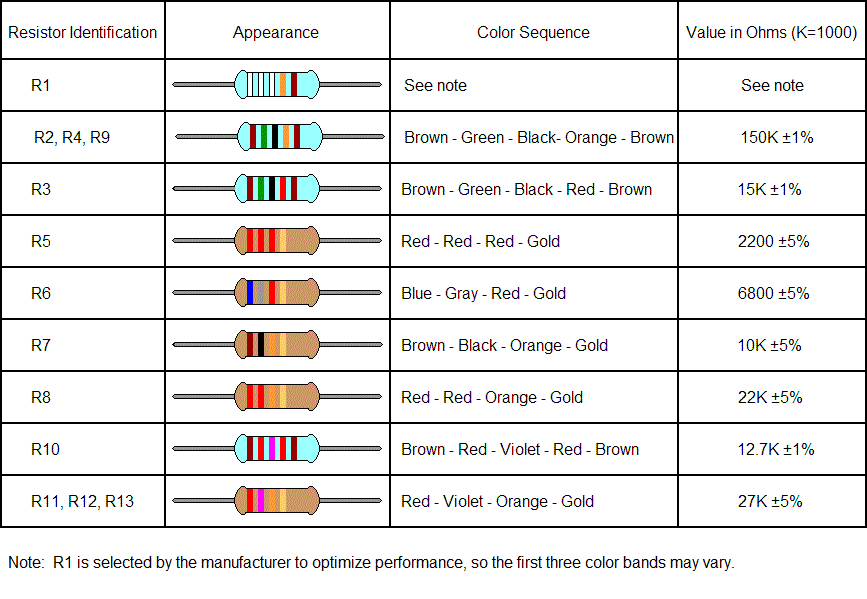 Resistor Identification Appearance Color Sequence Value in Ohms (K=1000)
R1 See note See note
R2, R4, R9 Brown - Green - Black- Orange - Brown 150K ±1%
R3 Brown - Green - Black - Red - Brown 15K ±1%
R5 Red - Red - Red - Gold 2200 ±5%
R6 Blue - Gray - Red - Gold 6800 ±5%
R7 Brown - Black - Orange - Gold 10K ±5%
R8 Red - Red - Orange - Gold 22K ±5%
R10 Brown - Red - Violet - Red - Brown 12.7K ±1%
R11, R12, R13 Red - Violet - Orange - Gold 27K ±5%
Note: R1 is selected by the manufacturer to optimize performance, so the first three color bands may vary.